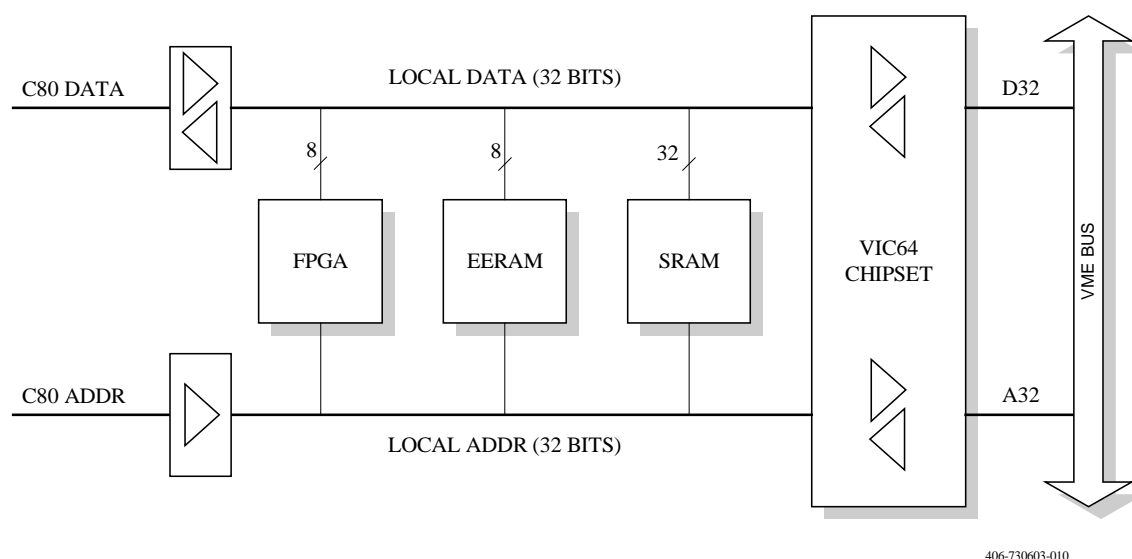 C80 DATA
LOCAL DATA (32 BITS)
D32
8
8
32
FPGA
EERAM
SRAM
VIC64
CHIPSET
VME BUS
C80 ADDR
A32
LOCAL ADDR (32 BITS)
406-730603-010